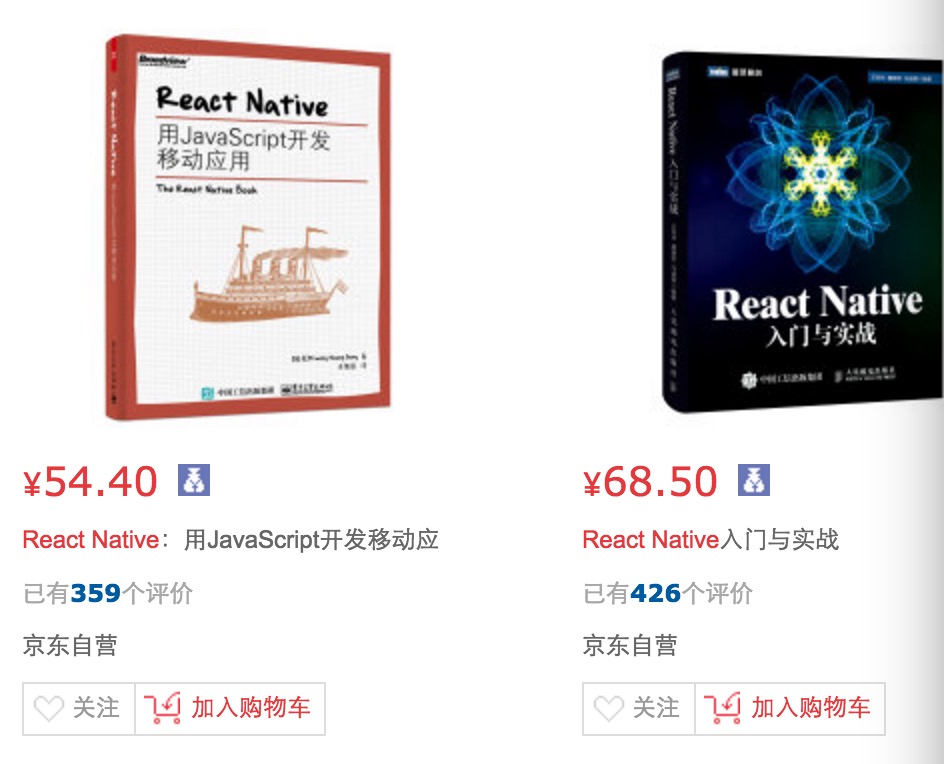 Broadview
React Native
用JavaScript开发
移动应用
The React Native Book
React Native
入门与实战
¥54.40
React Native：用JavaScript开发移动应
已有359个评价
京东自营
关注
加入购物车
¥68.50
React Native入门与实战
已有426个评价
京东自营
关注
加入购物车